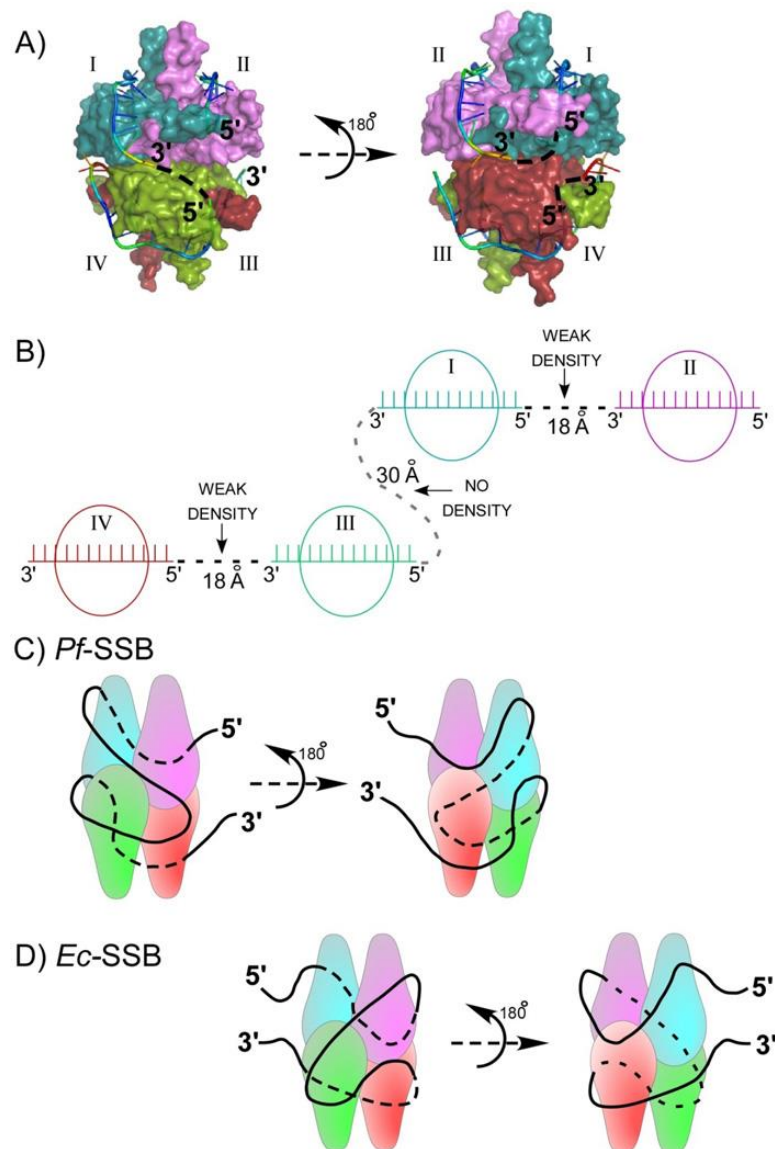 A)
I II II I
180°
5' 5'
3' 3'
3' 3'
5' 5'
IV III III IV
B)
WEAK
DENSITY
I II
3' 5' 3' 5'
18 Å
30 Å
NO
DENSITY
WEAK
DENSITY
IV III
3' 5' 3' 5'
18 Å
C) Pf-SSB
5' 5'
180°
3' 3'
D) Ec-SSB
5' 5'
180°
3' 3'